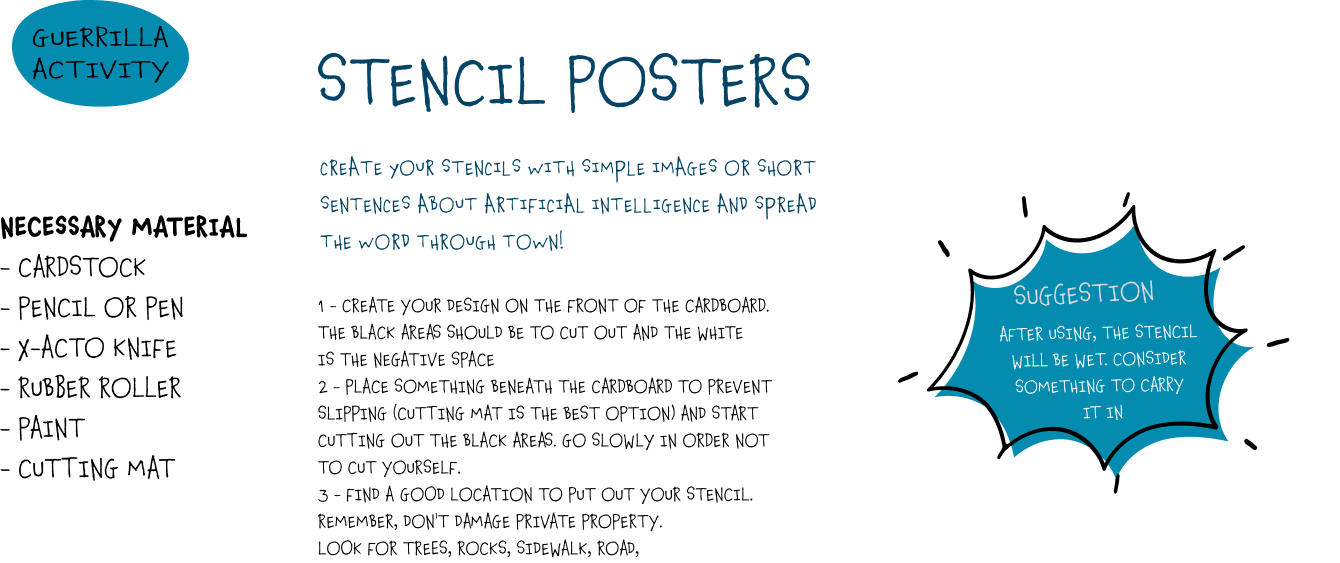 GUERRILLA
ACTIVITY
STENCIL POSTERS
CREATE YOUR STENCILS WITH SIMPLE IMAGES OR SHORT
SENTENCES ABOUT ARTIFICIAL INTELLIGENCE AND SPREAD
THE WORD THROUGH TOWN!
NECESSARY MATERIAL
- CARDSTOCK
- PENCIL OR PEN
- X-ACTO KNIFE
- RUBBER ROLLER
- PAINT
- CUTTING MAT
1 - CREATE YOUR DESIGN ON THE FRONT OF THE CARDBOARD.
THE BLACK AREAS SHOULD BE TO CUT OUT AND THE WHITE
IS THE NEGATIVE SPACE
2 - PLACE SOMETHING BENEATH THE CARDBOARD TO PREVENT
SLIPPING (CUTTING MAT IS THE BEST OPTION) AND START
CUTTING OUT THE BLACK AREAS. GO SLOWLY IN ORDER NOT
TO CUT YOURSELF.
3 - FIND A GOOD LOCATION TO PUT OUT YOUR STENCIL.
REMEMBER, DON'T DAMAGE PRIVATE PROPERTY.
LOOK FOR TREES, ROCKS, SIDEWALK, ROAD,
SUGGESTION
AFTER USING, THE STENCIL
WILL BE WET. CONSIDER
SOMETHING TO CARRY
IT IN